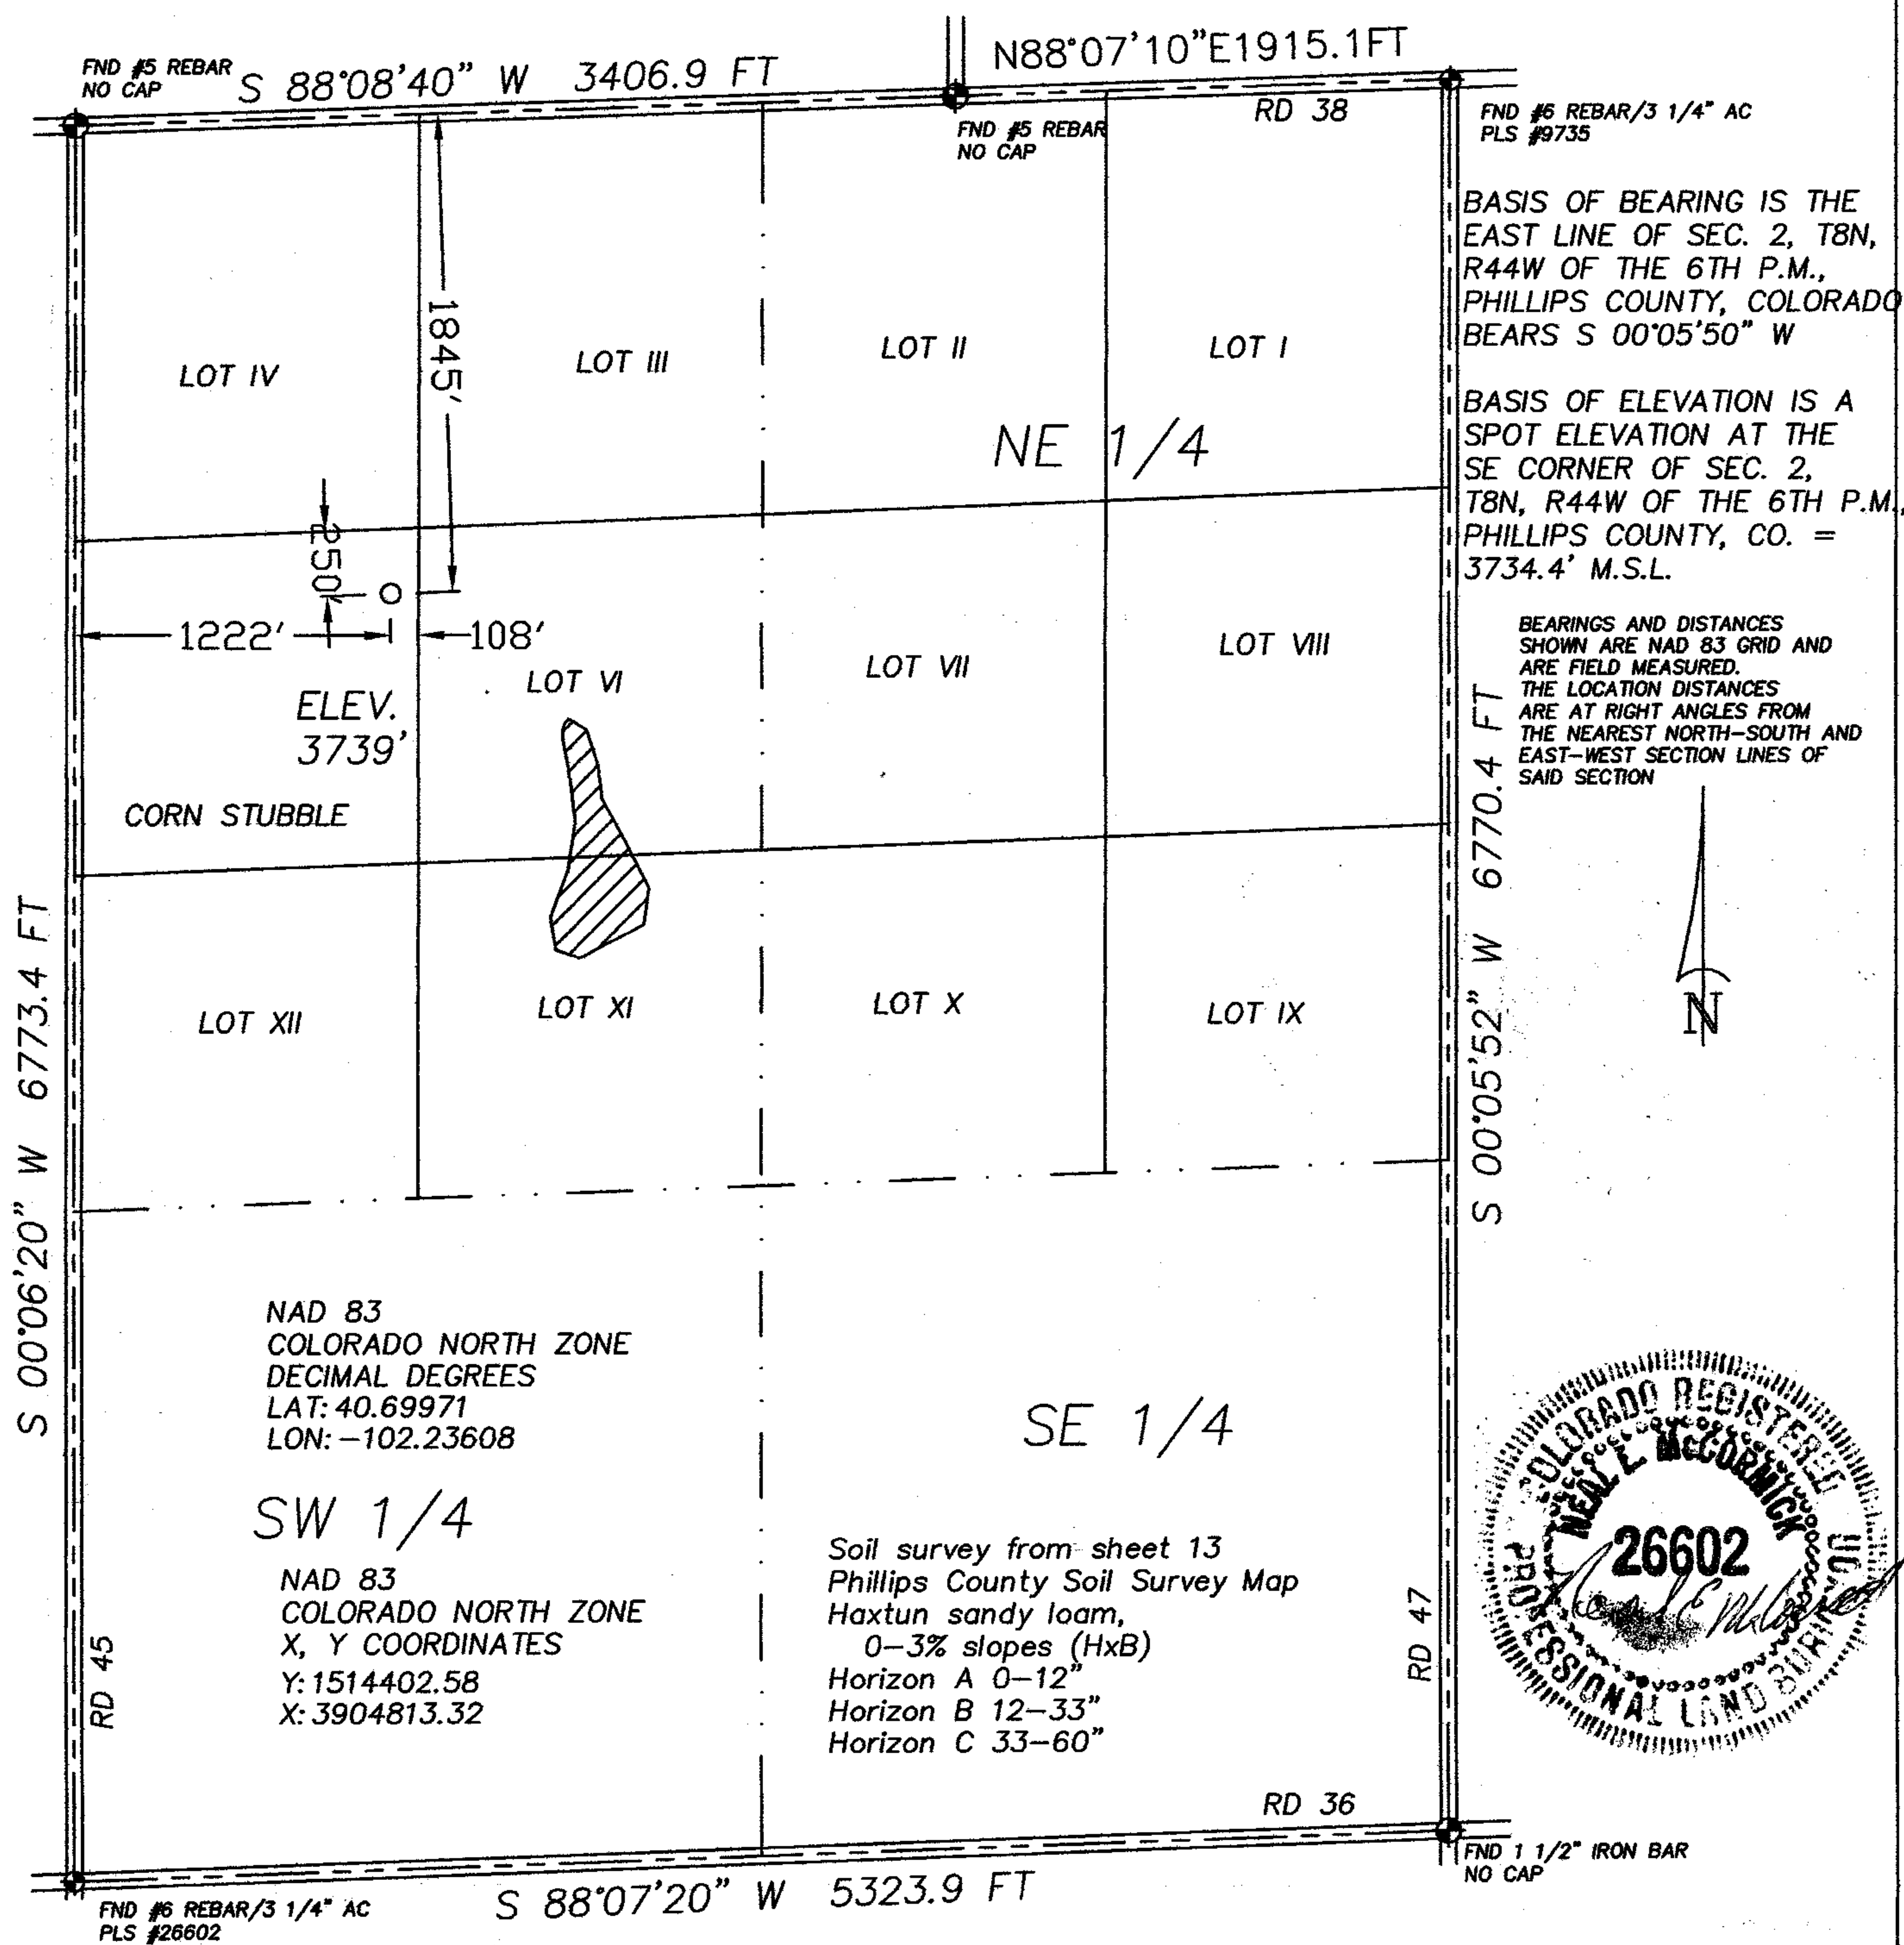 FND #5 REBAR
NO CAP
S 88°08'40" W 3406.9 FT
N88°07'10"E1915.1FT
RD 38
FND #5 REBAR
NO CAP
FND #6 REBAR/3 1/4" AC
PLS #9735
BASIS OF BEARING IS THE
EAST LINE OF SEC. 2, T8N,
R44W OF THE 6TH P.M.,
PHILLIPS COUNTY, COLORADO
BEARS S 00°05'50" W
BASIS OF ELEVATION IS A
SPOT ELEVATION AT THE
SE CORNER OF SEC. 2,
T8N, R44W OF THE 6TH P.M.,
PHILLIPS COUNTY, CO. =
3734.4' M.S.L.
BEARINGS AND DISTANCES
SHOWN ARE NAD 83 GRID AND
ARE FIELD MEASURED.
THE LOCATION DISTANCES
ARE AT RIGHT ANGLES FROM
THE NEAREST NORTH-SOUTH AND
EAST-WEST SECTION LINES OF
SAID SECTION
N
1845'
LOT IV
LOT III
LOT II
LOT I
NE 1/4
250'
1222'
108'
LOT VI
LOT VII
LOT VIII
ELEV.
3739'
CORN STUBBLE
S 00°06'20" W 6773.4 FT
S 00°05'52" W 6770.4 FT
LOT XII
LOT XI
LOT X
LOT IX
NAD 83
COLORADO NORTH ZONE
DECIMAL DEGREES
LAT: 40.69971
LON: -102.23608
SW 1/4
NAD 83
COLORADO NORTH ZONE
X, Y COORDINATES
Y: 1514402.58
X: 3904813.32
SE 1/4
Soil survey from sheet 13
Phillips County Soil Survey Map
Haxtun sandy loam,
0-3% slopes (HxB)
Horizon A 0-12"
Horizon B 12-33"
Horizon C 33-60"
RD 45
RD 47
RD 36
COLORADO REGISTERED
NEAL E. McCORMICK
26602
PROFESSIONAL LAND SURVEYOR
FND 1 1/2" IRON BAR
NO CAP
FND #6 REBAR/3 1/4" AC
PLS #26602
S 88°07'20" W 5323.9 FT